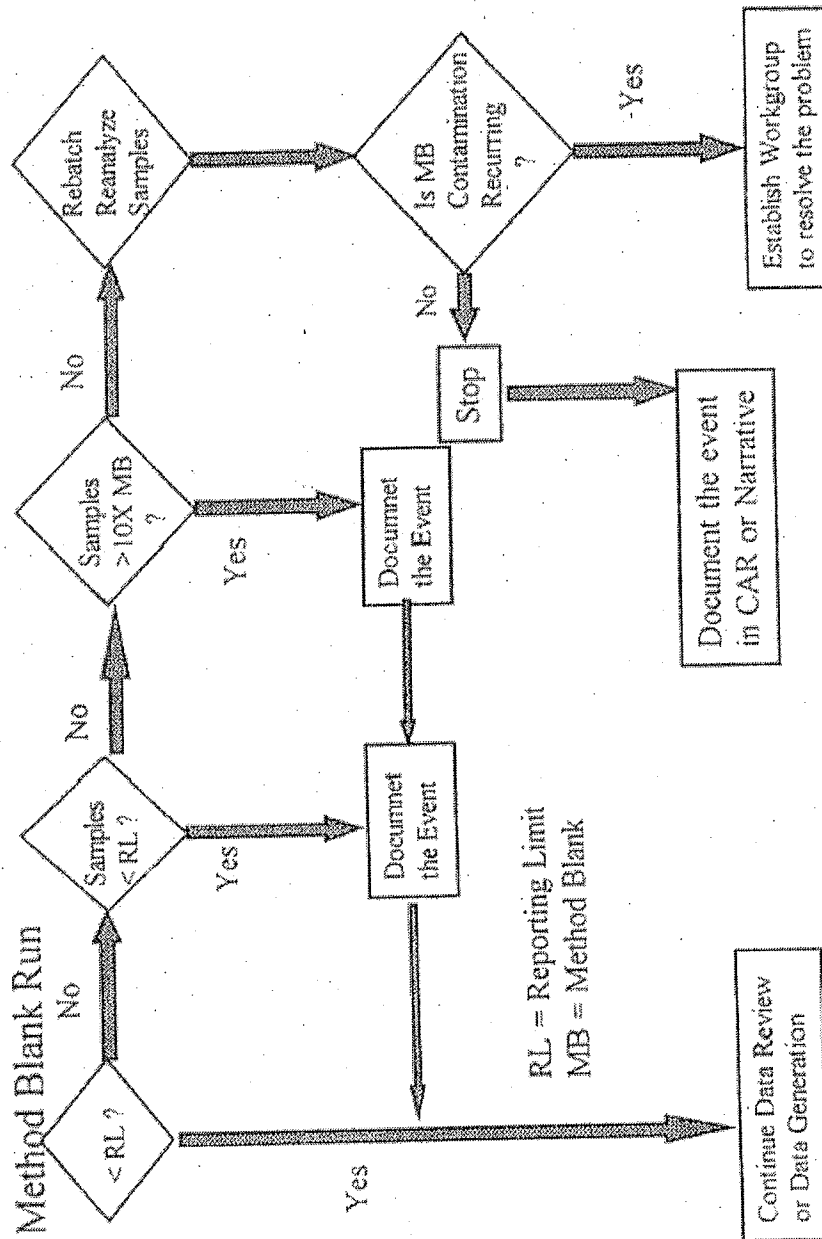 Method Blank Run
< RL ?
No
Samples
< RL ?
No
Samples
>10X MB
?
No
Rebatch
Reanalyze
Samples
Yes
Yes
Yes
Documnet
the Event
Documnet
the Event
Stop
No
Is MB
Contamination
Recurring
?
Yes
RL = Reporting Limit
MB = Method Blank
Continue Data Review
or Data Generation
Document the event
in CAR or Narrative
Establish Workgroup
to resolve the problem